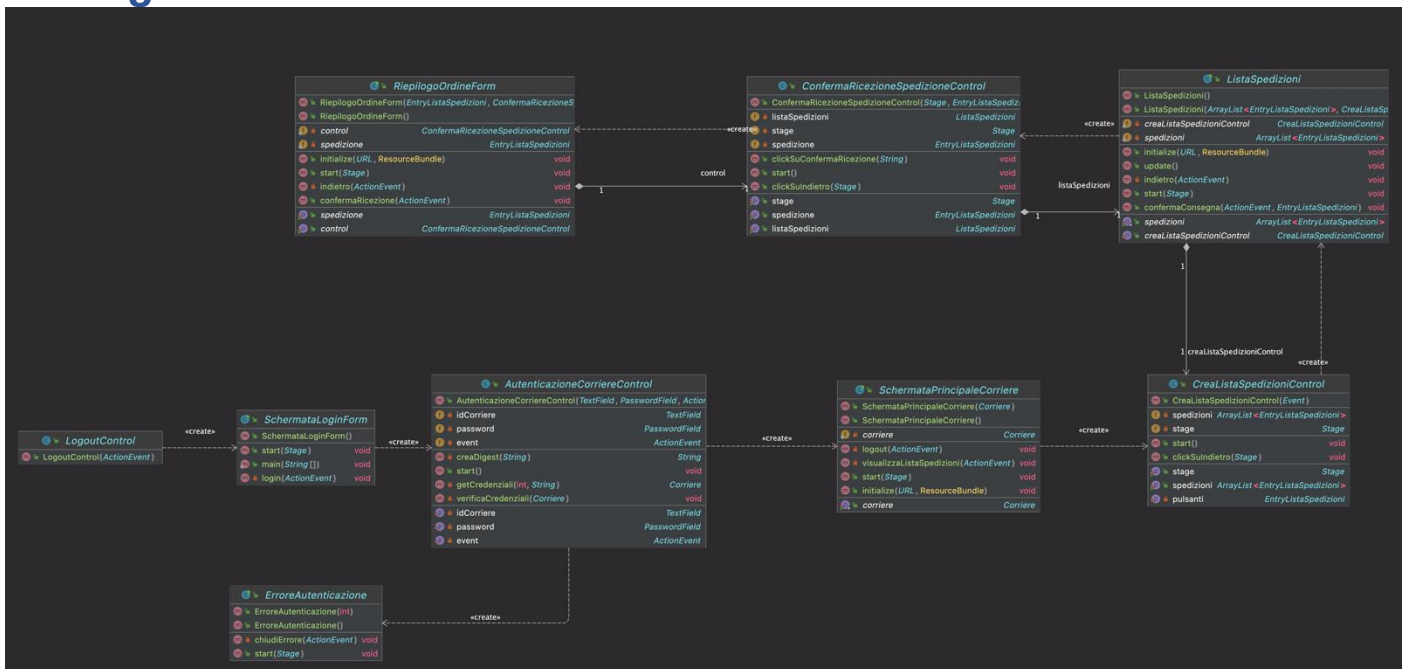 RiepilogoOrdineForm
RiepilogoOrdineForm(EntryListaSpedizioni, ConfermaRicezioneS
RiepilogoOrdineForm()
control ConfermaRicezioneSpedizioneControl
spedizione EntryListaSpedizioni
initialize(URL, ResourceBundle) void
start(Stage) void
indietro(ActionEvent) void
confermaRicezione(ActionEvent) void
spedizione EntryListaSpedizioni
control ConfermaRicezioneSpedizioneControl
«create»
control
1
1
ConfermaRicezioneSpedizioneControl
ConfermaRicezioneSpedizioneControl(Stage, EntryListaSpediz
listaSpedizioni ListaSpedizioni
stage Stage
spedizione EntryListaSpedizioni
clickSuConfermaRicezione(String) void
start() void
clickSuIndietro(Stage) void
stage Stage
spedizione EntryListaSpedizioni
listaSpedizioni ListaSpedizioni
«create»
listaSpedizioni
1
1
ListaSpedizioni
ListaSpedizioni()
ListaSpedizioni(ArrayList<EntryListaSpedizioni>, CreaListaSp
creaListaSpedizioniControl CreaListaSpedizioniControl
spedizioni ArrayList<EntryListaSpedizioni>
initialize(URL, ResourceBundle) void
update() void
indietro(ActionEvent) void
start(Stage) void
confermaConsegna(ActionEvent, EntryListaSpedizioni) void
spedizioni ArrayList<EntryListaSpedizioni>
creaListaSpedizioniControl CreaListaSpedizioniControl
1
1 creaListaSpedizioniControl
«create»
LogoutControl
LogoutControl(ActionEvent)
«create»
SchermataLoginForm
SchermataLoginForm()
start(Stage) void
main(String[]) void
login(ActionEvent) void
«create»
AutenticazioneCorriereControl
AutenticazioneCorriereControl(TextField, PasswordField, Action
idCorriere TextField
password PasswordField
event ActionEvent
creaDigest(String) String
start() void
getCredenziali(int, String) Corriere
verificaCredenziali(Corriere) void
idCorriere TextField
password PasswordField
event ActionEvent
«create»
SchermataPrincipaleCorriere
SchermataPrincipaleCorriere(Corriere)
SchermataPrincipaleCorriere()
corriere Corriere
logout(ActionEvent) void
visualizzaListaSpedizioni(ActionEvent) void
start(Stage) void
initialize(URL, ResourceBundle) void
corriere Corriere
«create»
CreaListaSpedizioniControl
CreaListaSpedizioniControl(Event)
spedizioni ArrayList<EntryListaSpedizioni>
stage Stage
start() void
clickSuIndietro(Stage) void
stage Stage
spedizioni ArrayList<EntryListaSpedizioni>
pulsanti EntryListaSpedizioni
ErroreAutenticazione
ErroreAutenticazione(int)
ErroreAutenticazione()
chiudiErrore(ActionEvent) void
start(Stage) void
«create»